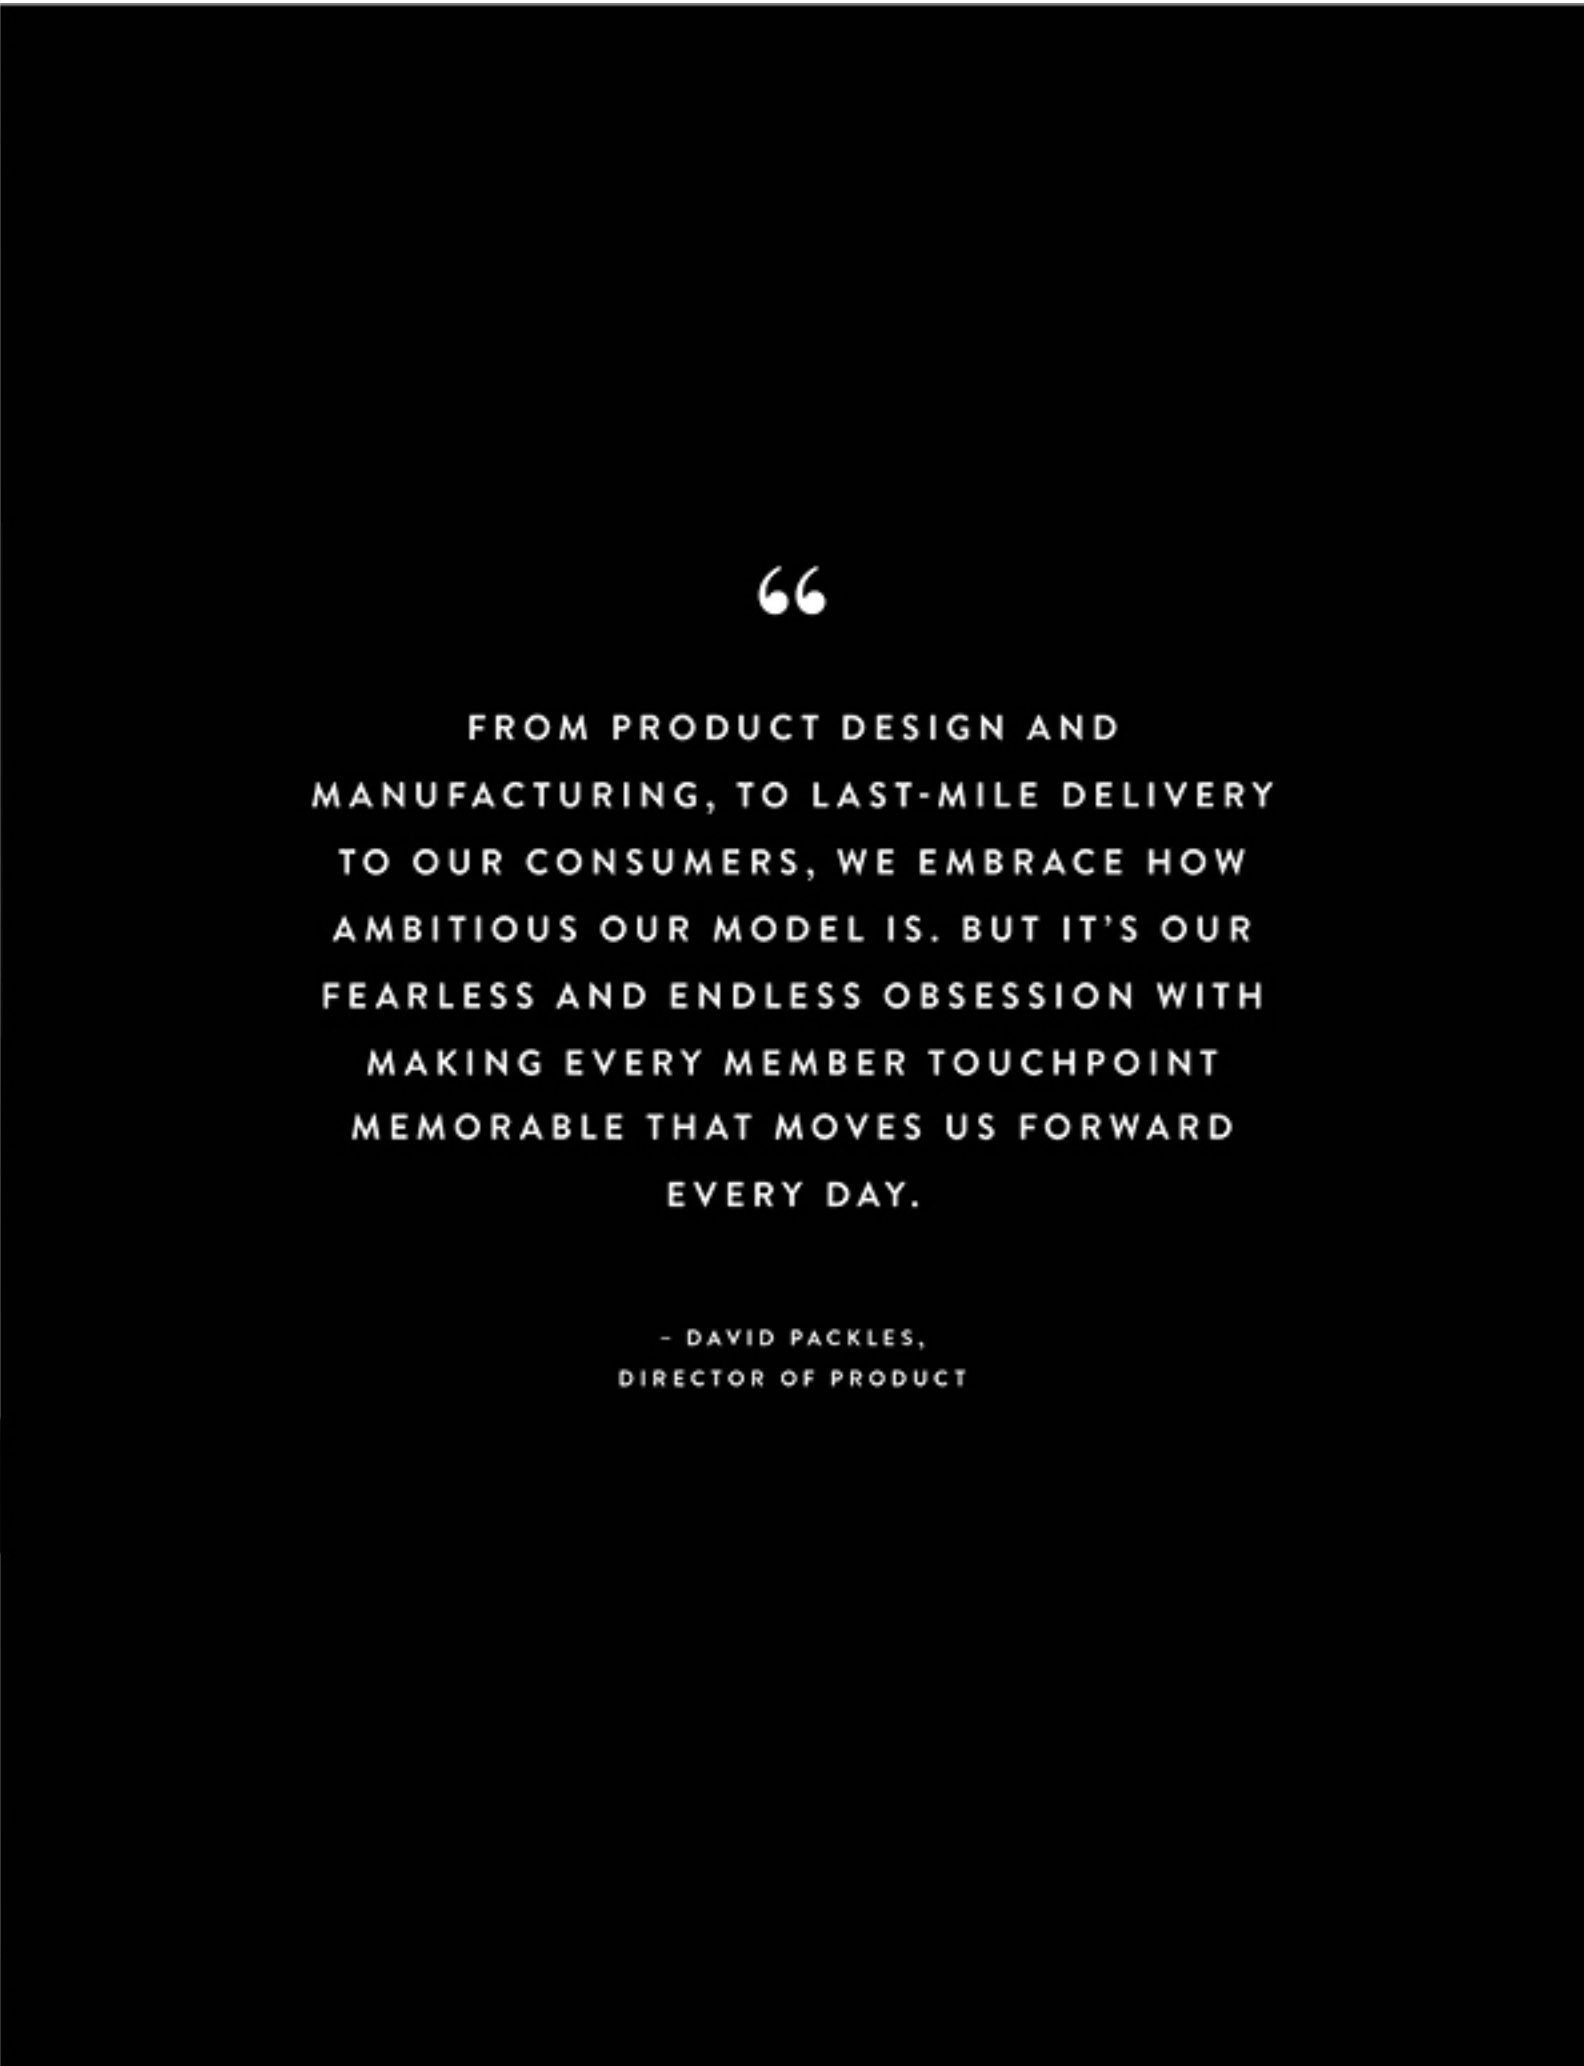 “
FROM PRODUCT DESIGN AND
MANUFACTURING, TO LAST-MILE DELIVERY
TO OUR CONSUMERS, WE EMBRACE HOW
AMBITIOUS OUR MODEL IS. BUT IT’S OUR
FEARLESS AND ENDLESS OBSESSION WITH
MAKING EVERY MEMBER TOUCHPOINT
MEMORABLE THAT MOVES US FORWARD
EVERY DAY.
– DAVID PACKLES,
DIRECTOR OF PRODUCT